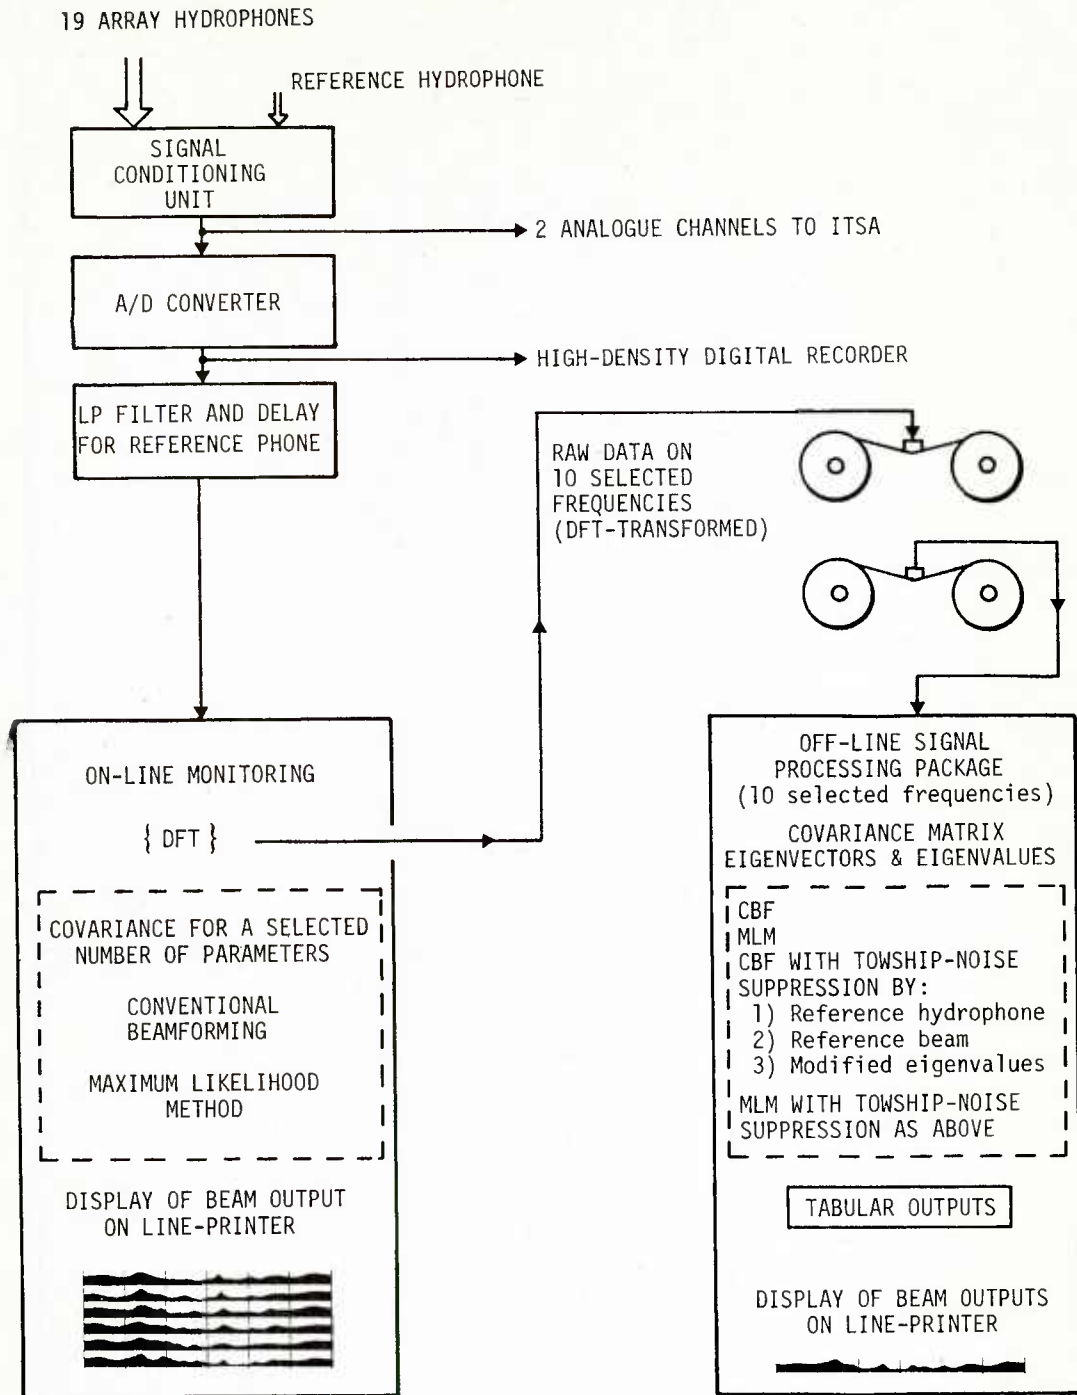 19 ARRAY HYDROPHONES
REFERENCE HYDROPHONE
SIGNAL
CONDITIONING
UNIT
2 ANALOGUE CHANNELS TO ITSA
A/D CONVERTER
HIGH-DENSITY DIGITAL RECORDER
LP FILTER AND DELAY
FOR REFERENCE PHONE
RAW DATA ON
10 SELECTED
FREQUENCIES
(DFT-TRANSFORMED)
ON-LINE MONITORING
{ DFT }
COVARIANCE FOR A SELECTED
NUMBER OF PARAMETERS
CONVENTIONAL
BEAMFORMING
MAXIMUM LIKELIHOOD
METHOD
DISPLAY OF BEAM OUTPUT
ON LINE-PRINTER
OFF-LINE SIGNAL
PROCESSING PACKAGE
(10 selected frequencies)
COVARIANCE MATRIX
EIGENVECTORS & EIGENVALUES
CBF
MLM
CBF WITH TOWSHIP-NOISE
SUPPRESSION BY:
1) Reference hydrophone
2) Reference beam
3) Modified eigenvalues
MLM WITH TOWSHIP-NOISE
SUPPRESSION AS ABOVE
TABULAR OUTPUTS
DISPLAY OF BEAM OUTPUTS
ON LINE-PRINTER